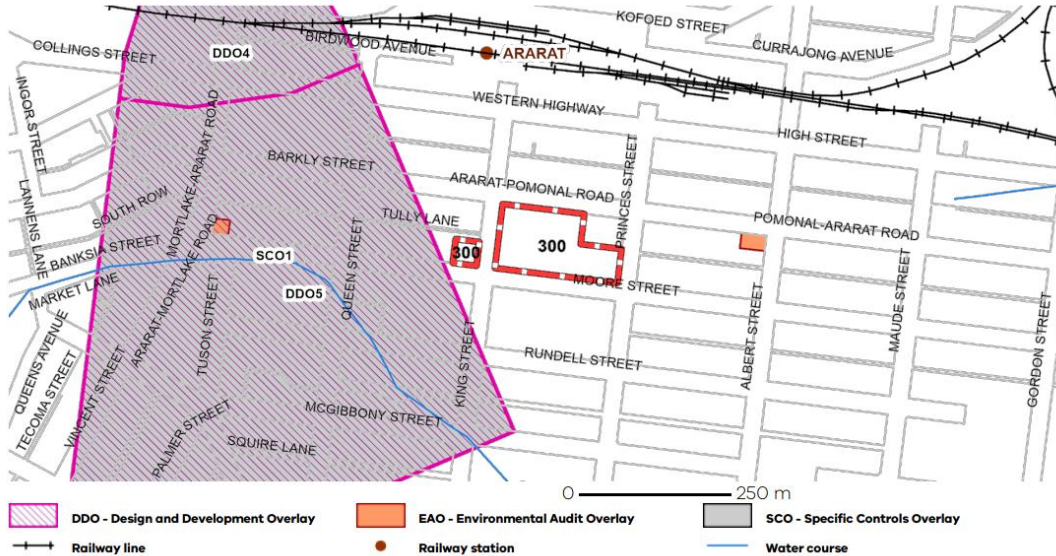 KOFOED STREET
COLLINGS STREET
DDO4
BIRDWOOD AVENUE
ARARAT
CURRAJONG AVENUE
INGOR STREET
WESTERN HIGHWAY
HIGH STREET
MORTLAKE-ARARAT ROAD
BARKLY STREET
LANNENS LANE
SOUTH ROW
ARARAT-POMONAL ROAD
PRINCES STREET
TULLY LANE
POMONAL-ARARAT ROAD
BANKSIA STREET
300
300
SCO1
MARKET LANE
ARARAT-MORTLAKE ROAD
DDO5
QUEEN STREET
MOORE STREET
TUSON STREET
QUEENS AVENUE
TECOMA STREET
VINCENT STREET
KING STREET
RUNDELL STREET
ALBERT STREET
MAUDE STREET
GORDON STREET
PALMER STREET
MCGIBBONY STREET
SQUIRE LANE
0 250 m
DDO - Design and Development Overlay
EAO - Environmental Audit Overlay
SCO - Specific Controls Overlay
Railway line
Railway station
Water course